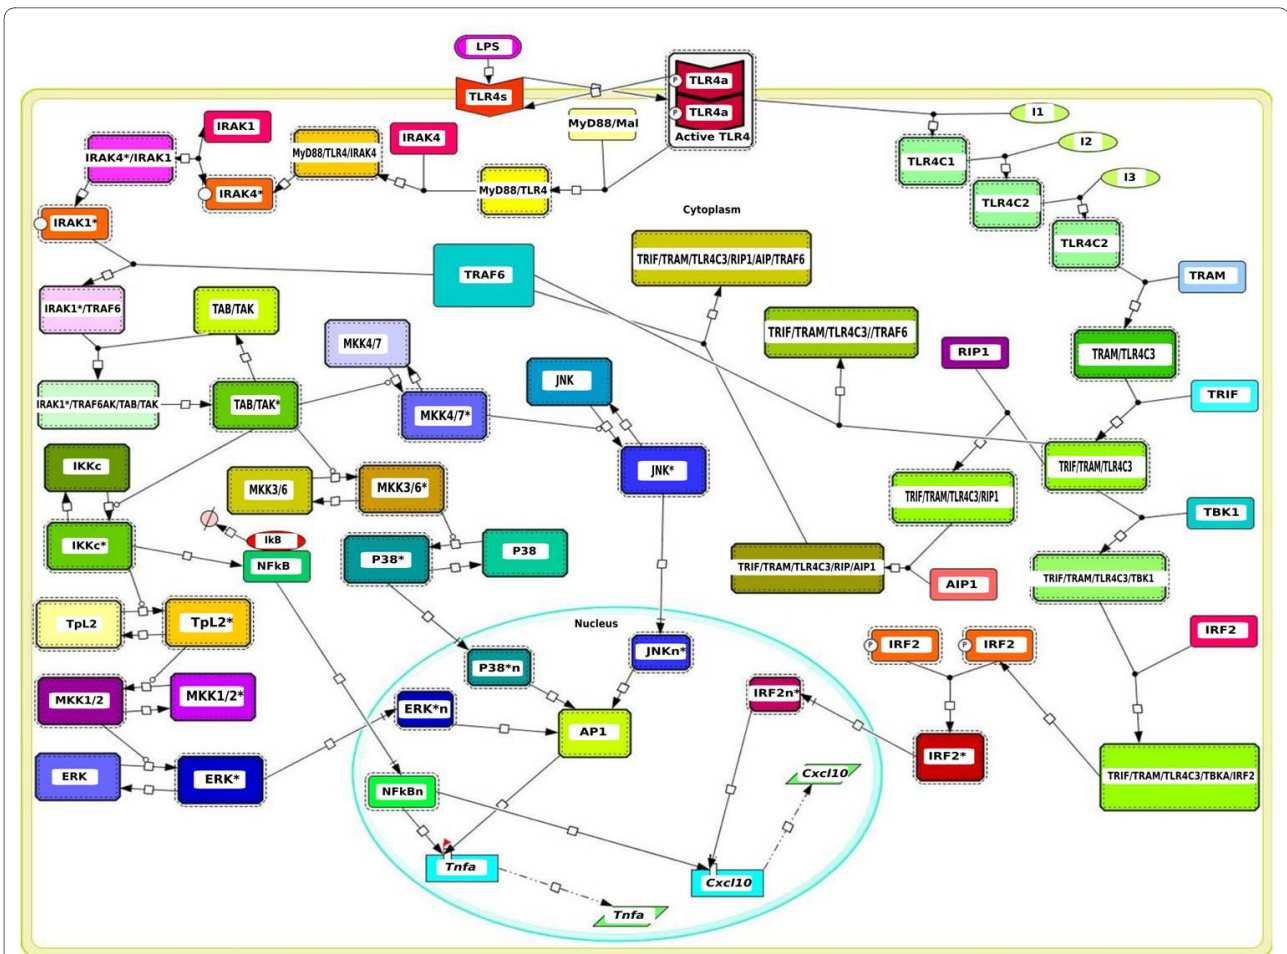 LPS
TLR4s
P TLR4a
P TLR4a
Active TLR4
MyD88/Mal
I1
I2
I3
IRAK1
IRAK4
IRAK4*/IRAK1
MyD88/TLR4/IRAK4
IRAK4*
MyD88/TLR4
TLR4C1
TLR4C2
TLR4C2
IRAK1*
Cytoplasm
TRAF6
TRIF/TRAM/TLR4C3/RIP1/AIP/TRAF6
TRAM
IRAK1*/TRAF6
TAB/TAK
MKK4/7
TRIF/TRAM/TLR4C3//TRAF6
RIP1
TRAM/TLR4C3
JNK
TRIF
IRAK1*/TRAF6AK/TAB/TAK
TAB/TAK*
MKK4/7*
IKKc
MKK3/6
MKK3/6*
JNK*
TRIF/TRAM/TLR4C3
TRIF/TRAM/TLR4C3/RIP1
TBK1
IKKc*
IkB
NFkB
P38*
P38
TRIF/TRAM/TLR4C3/RIP/AIP1
AIP1
TRIF/TRAM/TLR4C3/TBK1
TpL2
TpL2*
Nucleus
IRF2
P IRF2
P IRF2
JNKn*
P38*n
MKK1/2
MKK1/2*
IRF2n*
ERK*n
AP1
IRF2*
ERK
ERK*
NFkBn
Cxcl10
TRIF/TRAM/TLR4C3/TBKA/IRF2
Tnfa
Cxcl10
Tnfa